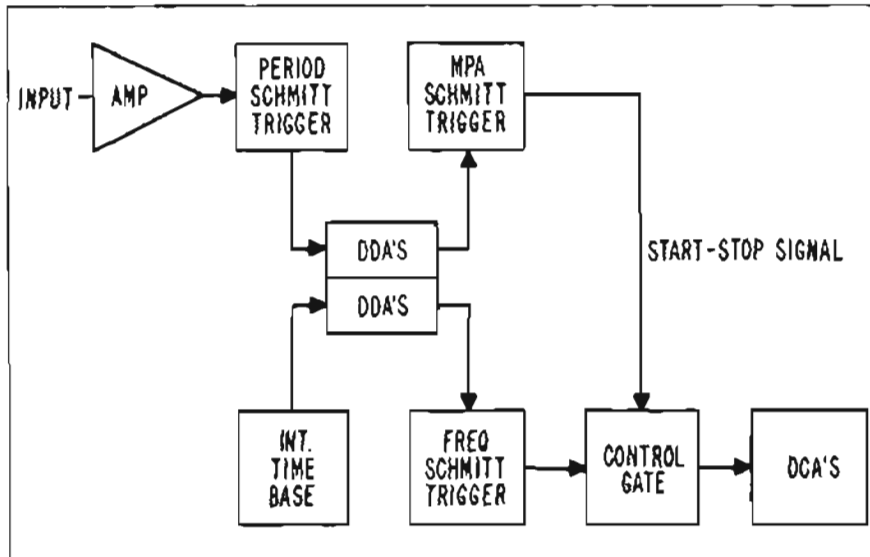 INPUT
AMP
PERIOD
SCHMITT
TRIGGER
MPA
SCHMITT
TRIGGER
DDA'S
DDA'S
START-STOP SIGNAL
INT.
TIME
BASE
FREQ
SCHMITT
TRIGGER
CONTROL
GATE
DCA'S